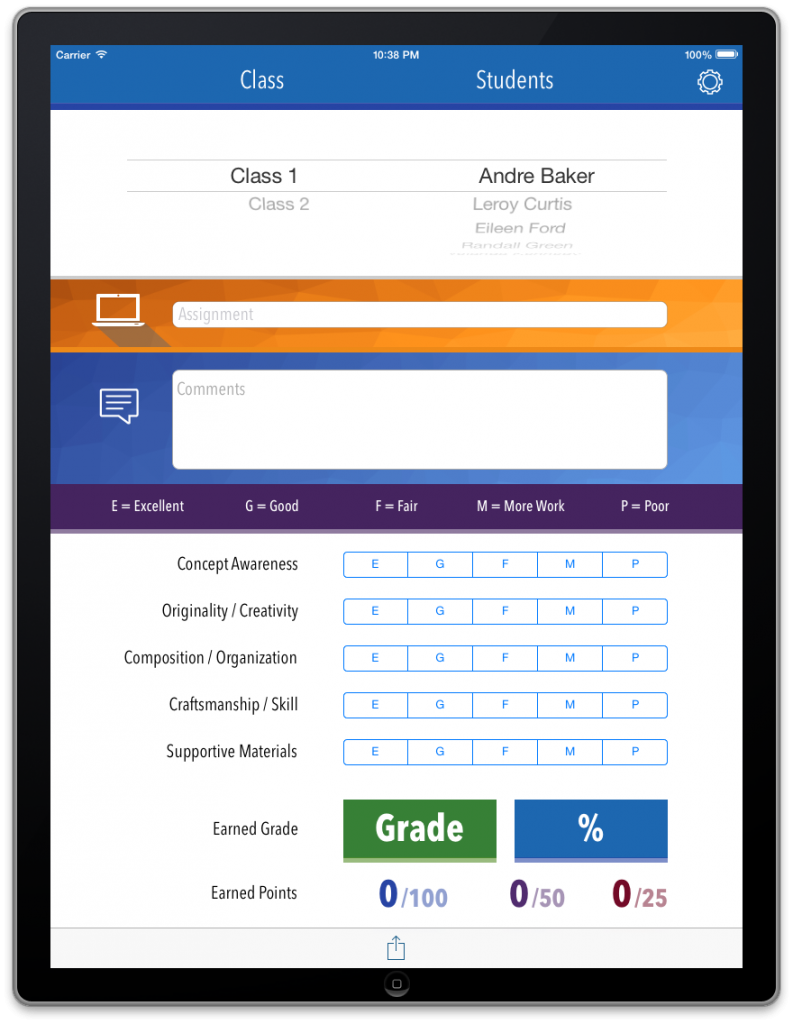 Carrier 10:38 PM 100%
Class Students
Class 1 Andre Baker
Class 2 Leroy Curtis
Eileen Ford
Randall Green
Assignment
Comments
E = Excellent G = Good F = Fair M = More Work P = Poor
Concept Awareness E G F M P
Originality / Creativity E G F M P
Composition / Organization E G F M P
Craftsmanship / Skill E G F M P
Supportive Materials E G F M P
Earned Grade Grade %
Earned Points 0/100 0/50 0/25